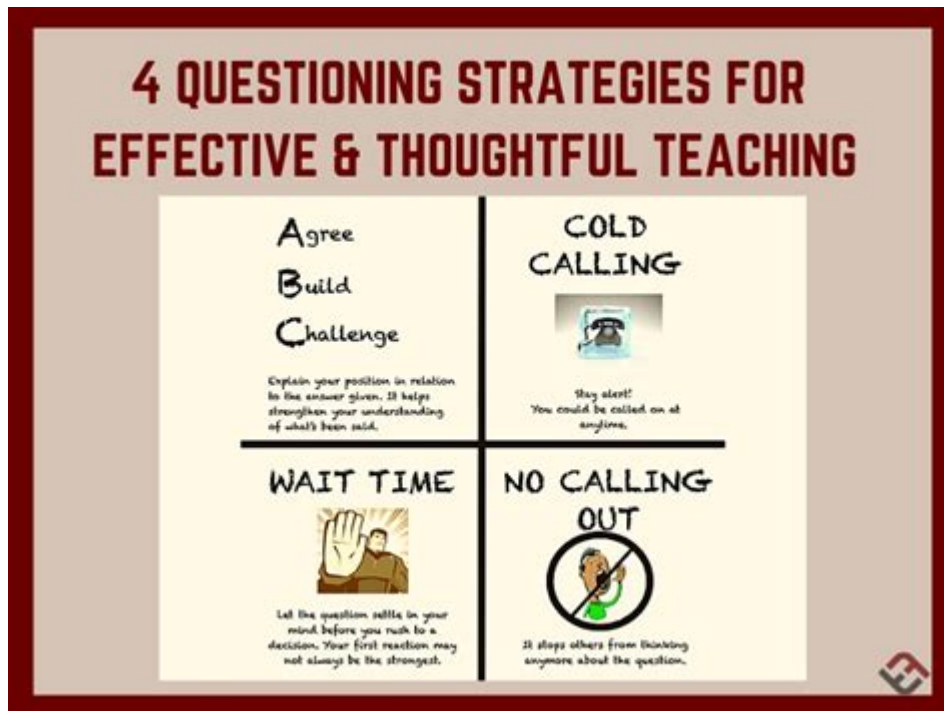 4 QUESTIONING STRATEGIES FOR
EFFECTIVE & THOUGHTFUL TEACHING
Agree
Build
Challenge
Explain your position in relation
to the answer given. It helps
strengthen your understanding
of what's been said.
COLD
CALLING
Stay alert!
You could be called on at
anytime.
WAIT TIME
Let the question settle in your
mind before you rush to a
decision. Your first reaction may
not always be the strongest.
NO CALLING
OUT
It stops others from thinking
anymore about the question.